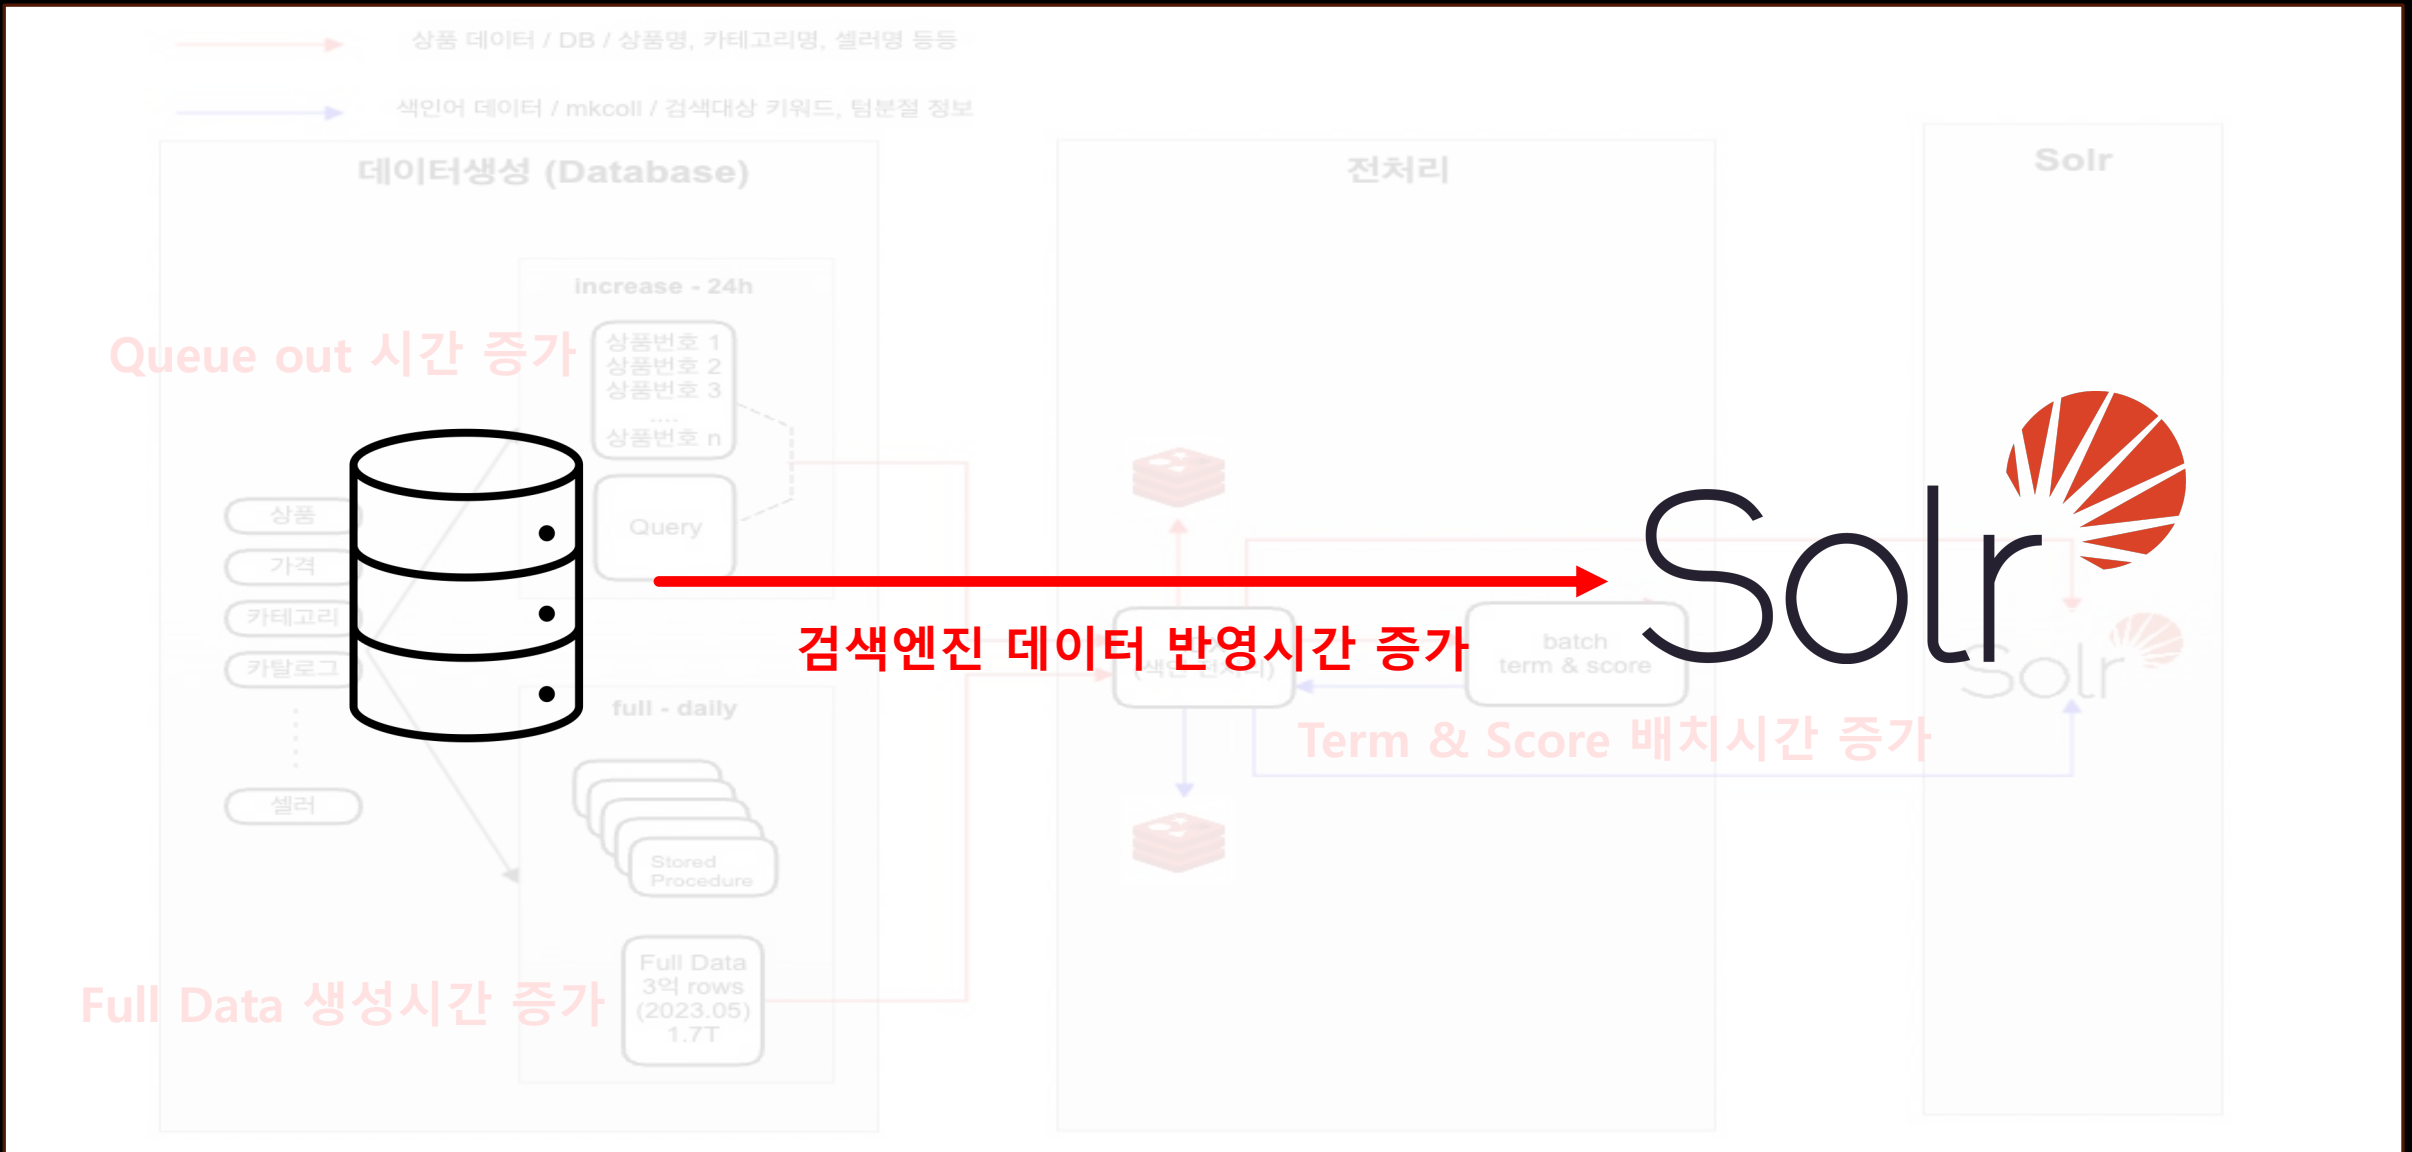 상품 데이터 / DB / 상품명, 카테고리명, 셀러명 등등
색인어 데이터 / mkcoll / 검색대상 키워드, 텀분절 정보
데이터생성 (Database)
increase - 24h
상품번호 1
상품번호 2
상품번호 3
....
상품번호 n
Query
Queue out 시간 증가
상품
가격
카테고리
카탈로그
셀러
full - daily
Stored
Procedure
Full Data
3억 rows
(2023.05)
1.7T
Full Data 생성시간 증가
전처리
검색엔진 데이터 반영시간 증가
(색인 전처리)
batch
term & score
Term & Score 배치시간 증가
Solr
Solr
Solr